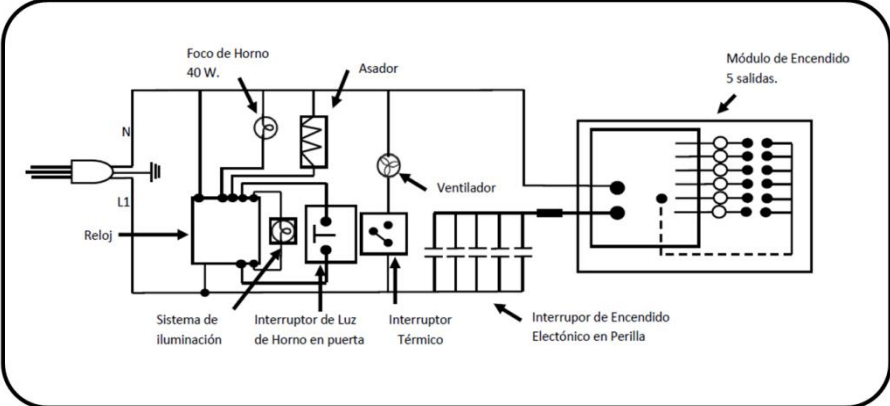 Foco de Horno
40 W.
Asador
Módulo de Encendido
5 salidas.
N
Ventilador
L1
Reloj
Sistema de
iluminación
Interruptor de Luz
de Horno en puerta
Interruptor
Térmico
Interrupor de Encendido
Electónico en Perilla